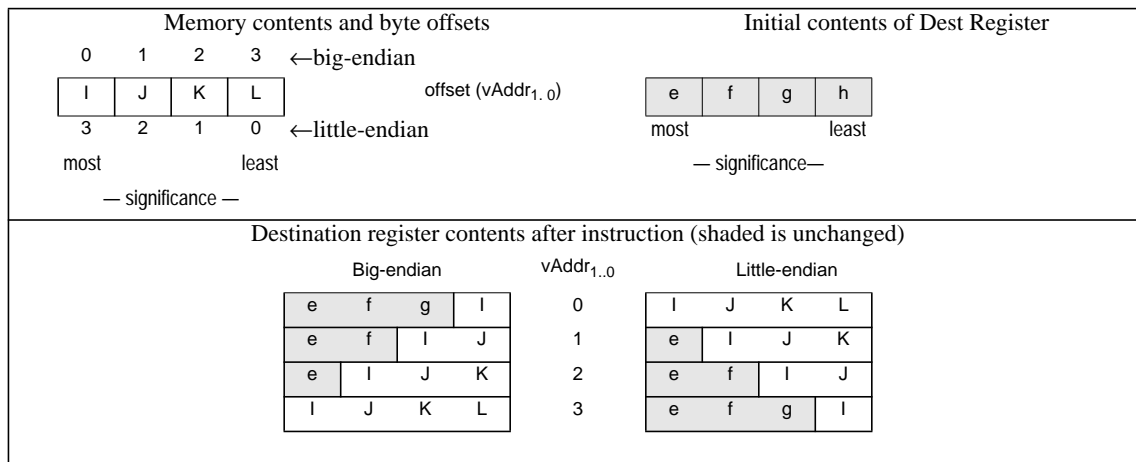 Memory contents and byte offsets
Initial contents of Dest Register
0 1 2 3 ←big-endian
I J K L
offset (vAddr1. 0)
e f g h
3 2 1 0 ←little-endian
most least
most least
— significance—
— significance —
Destination register contents after instruction (shaded is unchanged)
Big-endian vAddr1..0 Little-endian
e f g I 0 I J K L
e f I J 1 e I J K
e I J K 2 e f I J
I J K L 3 e f g I